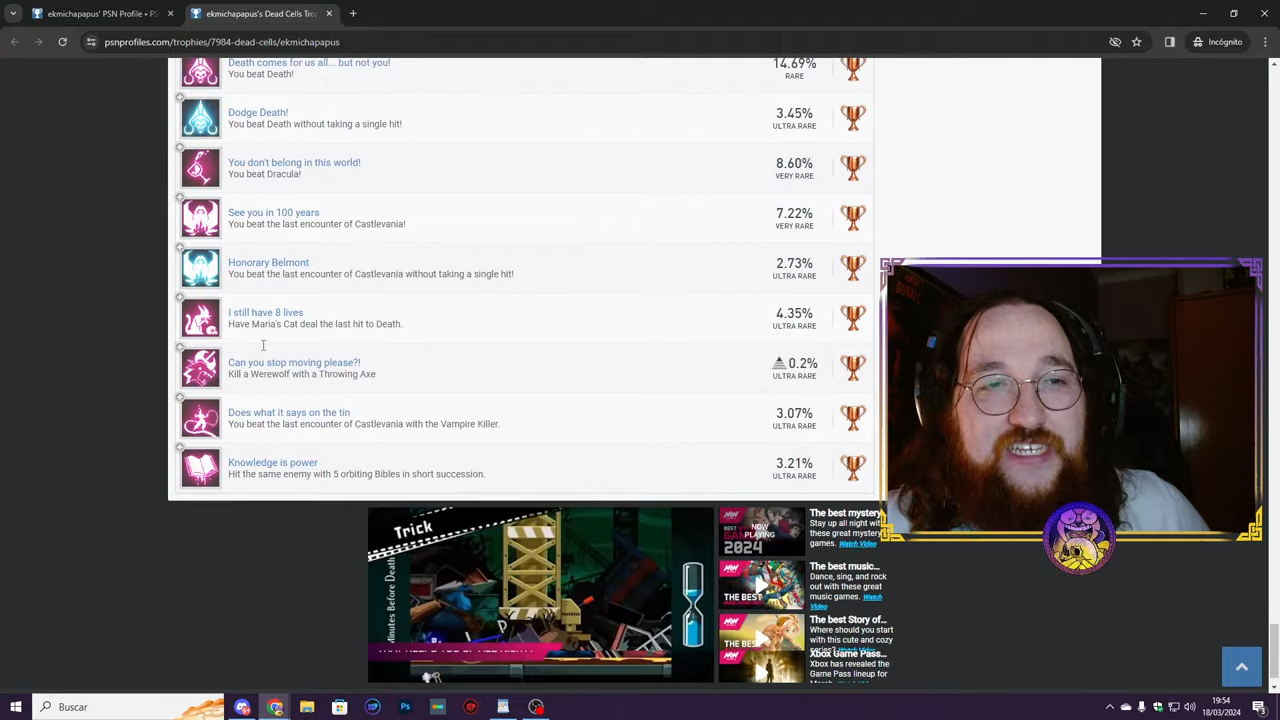 ekmichapapus's PSN Profile • PS
ekmichapapus's Dead Cells Tro
psnprofiles.com/trophies/7984-dead-cells/ekmichapapus
Incógnito
Death comes for us all... but not you!
You beat Death!
14.69%
RARE
Dodge Death!
You beat Death without taking a single hit!
3.45%
ULTRA RARE
You don't belong in this world!
You beat Dracula!
8.60%
VERY RARE
See you in 100 years
You beat the last encounter of Castlevania!
7.22%
VERY RARE
Honorary Belmont
You beat the last encounter of Castlevania without taking a single hit!
2.73%
ULTRA RARE
I still have 8 lives
Have Maria's Cat deal the last hit to Death.
4.35%
ULTRA RARE
Can you stop moving please?!
Kill a Werewolf with a Throwing Axe
0.2%
ULTRA RARE
Does what it says on the tin
You beat the last encounter of Castlevania with the Vampire Killer.
3.07%
ULTRA RARE
Knowledge is power
Hit the same enemy with 5 orbiting Bibles in short succession.
3.21%
ULTRA RARE
Trick
Minutes Before Death
NOW
PLAYING
2024
The best mystery
Stay up all night wit
these great mystery
games. Watch Video
THE BEST
The best music...
Dance, sing, and rock
out with these great
music games. Watch
Video
THE BES
The best Story of...
Where should you start
with this cute and cozy
series? Watch Video
Xbox Game Pass...
Xbox has revealed the
Game Pass lineup for
Buscar
19:54
18/03/2024